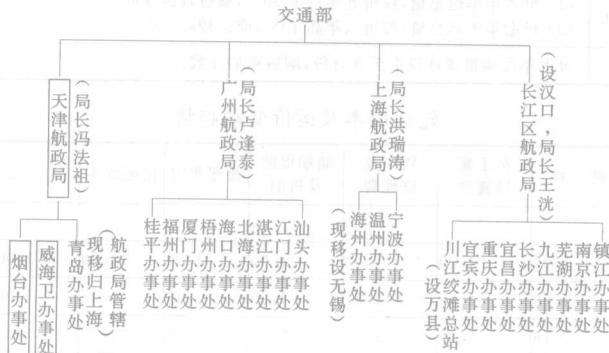 交通部
天津航政局
(局长冯法祖)
广州航政局
(局长卢逢泰)
上海航政局
(局长洪瑞涛)
长江区航政局
(设汉口,局长王洸)
烟台办事处
威海卫办事处
青岛办事处
(现移归上海
航政局管辖)
桂平办事处
福州办事处
厦门办事处
梧州办事处
海口办事处
北海办事处
湛江办事处
江门办事处
汕头办事处
(现移设无锡)
海州办事处
温州办事处
宁波办事处
川江绞滩总站
(设万县)
宜宾办事处
重庆办事处
宜昌办事处
长沙办事处
九江办事处
芜湖办事处
南京办事处
镇江办事处